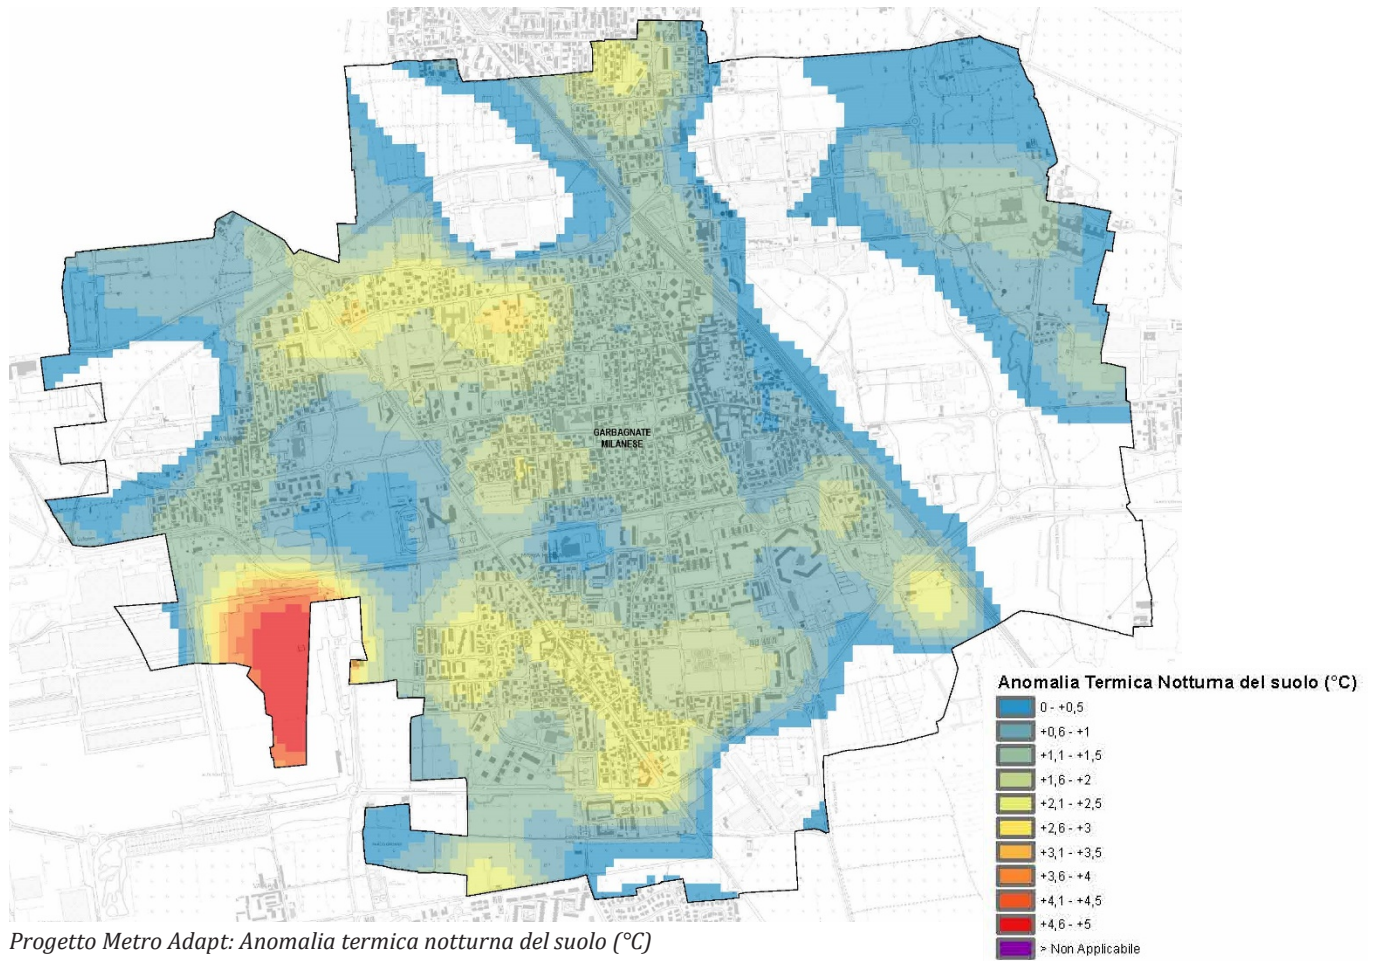 GARBAGNATE
MILANESE
Anomalia Termica Notturna del suolo (°C)
0 - +0,5
+0,6 - +1
+1,1 - +1,5
+1,6 - +2
+2,1 - +2,5
+2,6 - +3
+3,1 - +3,5
+3,6 - +4
+4,1 - +4,5
+4,6 - +5
> Non Applicabile
Progetto Metro Adapt: Anomalia termica notturna del suolo (°C)